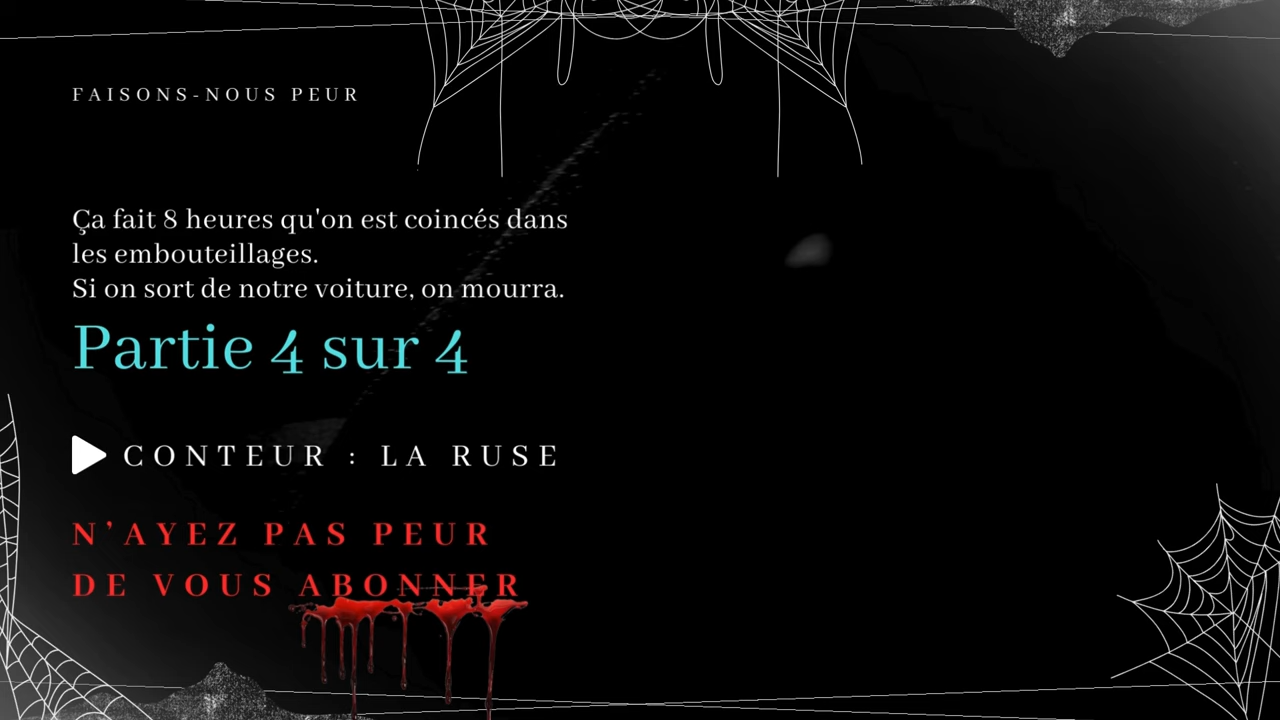 FAISONS-NOUS PEUR
Ça fait 8 heures qu'on est coincés dans
les embouteillages.
Si on sort de notre voiture, on mourra.
Partie 4 sur 4
CONTEUR : LA RUSE
N'AYEZ PAS PEUR
DE VOUS ABONNER